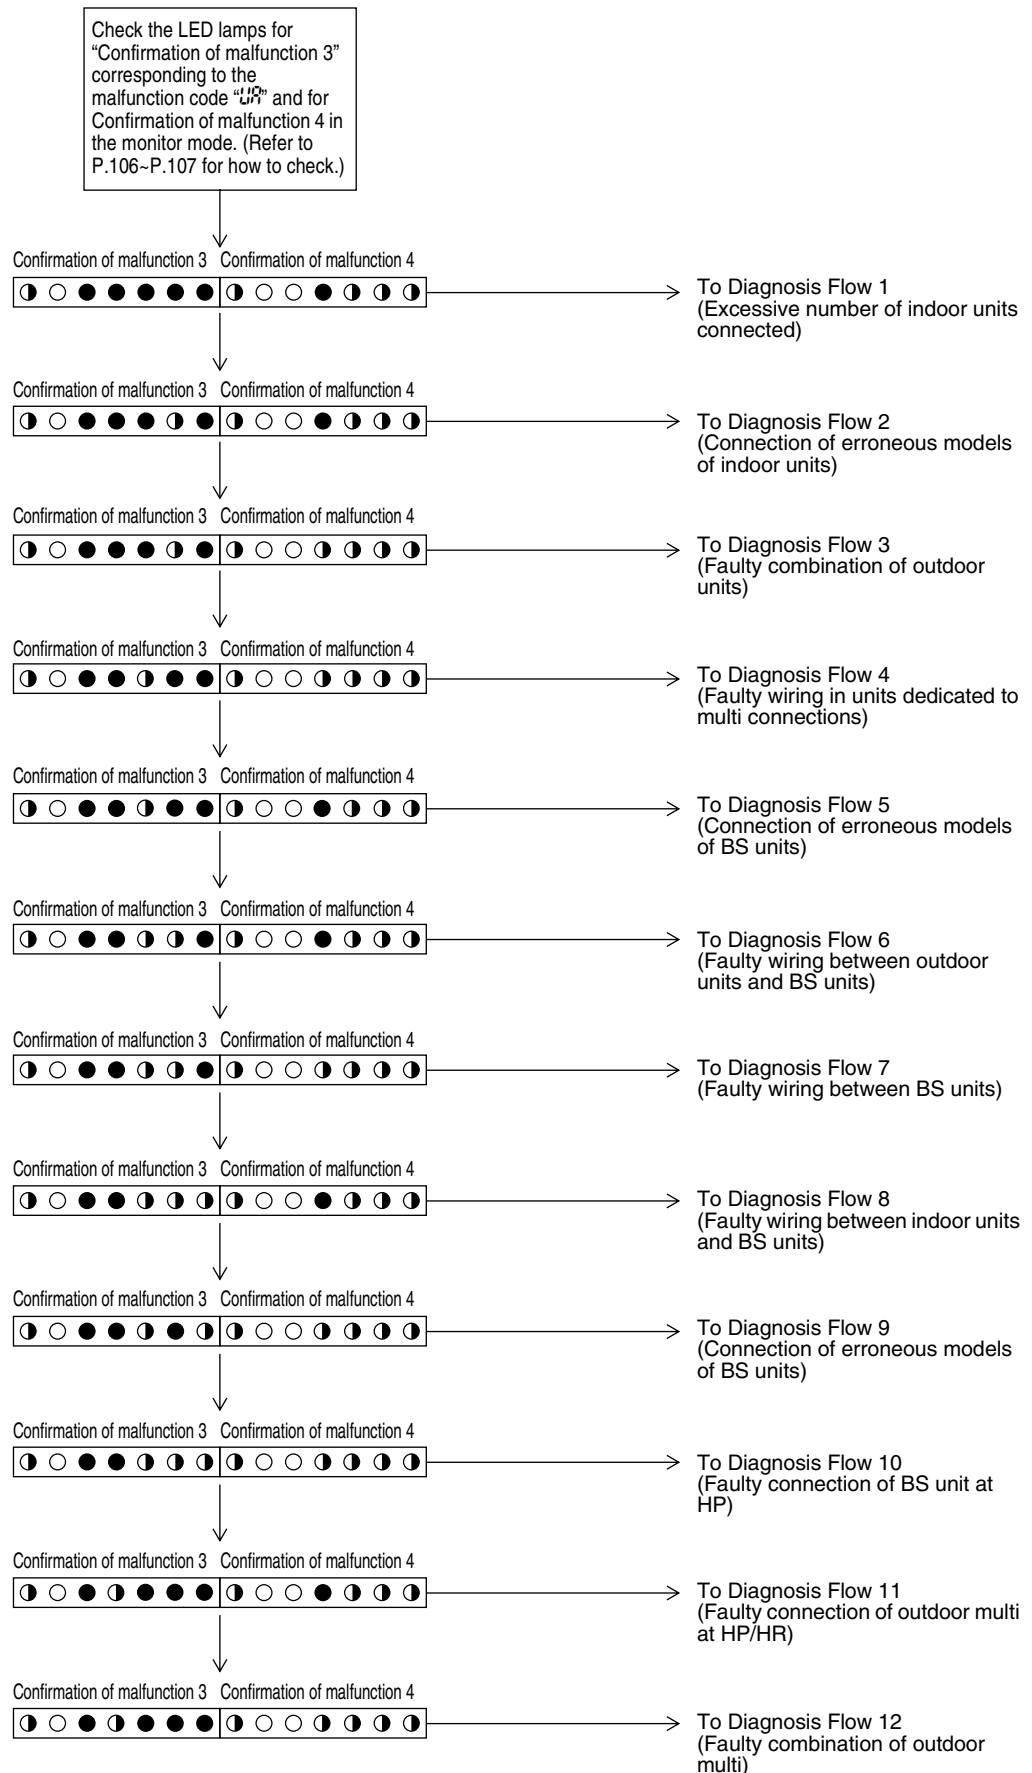 Check the LED lamps for
“Confirmation of malfunction 3”
corresponding to the
malfunction code “UA” and for
Confirmation of malfunction 4 in
the monitor mode. (Refer to
P.106~P.107 for how to check.)
Confirmation of malfunction 3 Confirmation of malfunction 4
To Diagnosis Flow 1
(Excessive number of indoor units
connected)
Confirmation of malfunction 3 Confirmation of malfunction 4
To Diagnosis Flow 2
(Connection of erroneous models
of indoor units)
Confirmation of malfunction 3 Confirmation of malfunction 4
To Diagnosis Flow 3
(Faulty combination of outdoor
units)
Confirmation of malfunction 3 Confirmation of malfunction 4
To Diagnosis Flow 4
(Faulty wiring in units dedicated to
multi connections)
Confirmation of malfunction 3 Confirmation of malfunction 4
To Diagnosis Flow 5
(Connection of erroneous models
of BS units)
Confirmation of malfunction 3 Confirmation of malfunction 4
To Diagnosis Flow 6
(Faulty wiring between outdoor
units and BS units)
Confirmation of malfunction 3 Confirmation of malfunction 4
To Diagnosis Flow 7
(Faulty wiring between BS units)
Confirmation of malfunction 3 Confirmation of malfunction 4
To Diagnosis Flow 8
(Faulty wiring between indoor units
and BS units)
Confirmation of malfunction 3 Confirmation of malfunction 4
To Diagnosis Flow 9
(Connection of erroneous models
of BS units)
Confirmation of malfunction 3 Confirmation of malfunction 4
To Diagnosis Flow 10
(Faulty connection of BS unit at
HP)
Confirmation of malfunction 3 Confirmation of malfunction 4
To Diagnosis Flow 11
(Faulty connection of outdoor multi
at HP/HR)
Confirmation of malfunction 3 Confirmation of malfunction 4
To Diagnosis Flow 12
(Faulty combination of outdoor
multi)